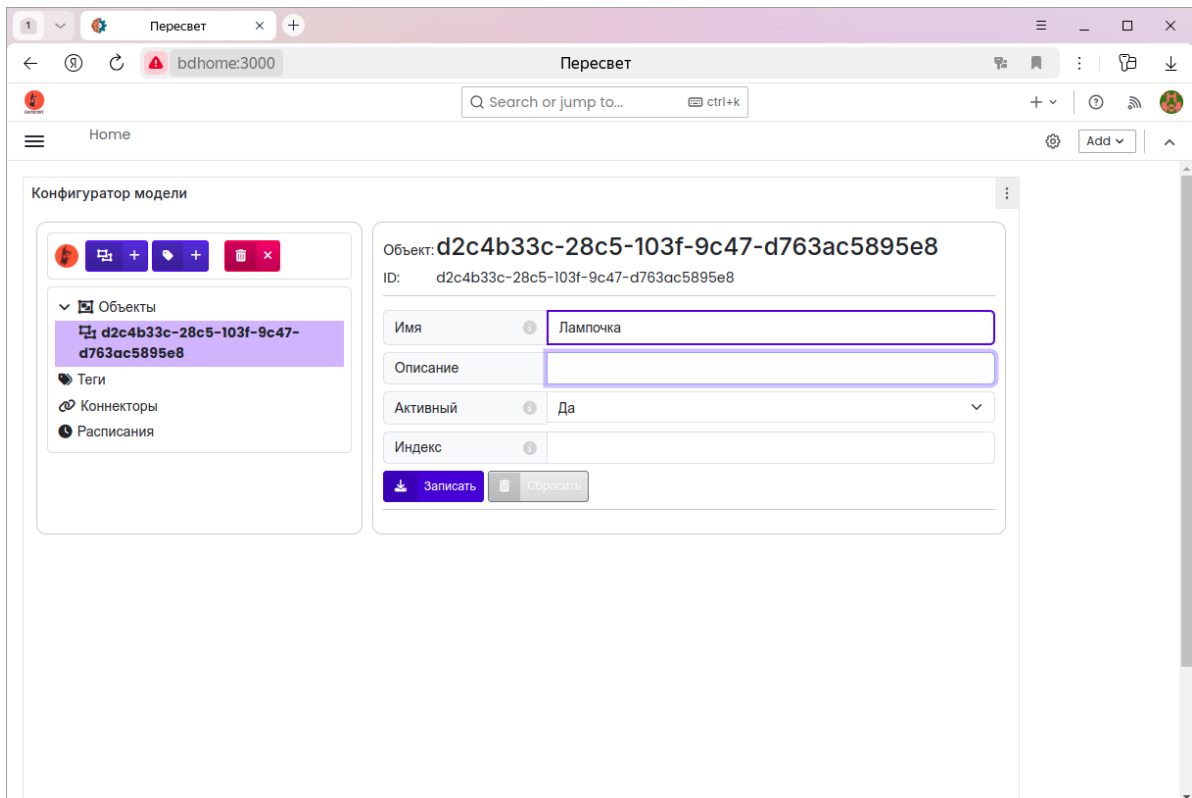 1 Пересвет
bdhome:3000 Пересвет
Search or jump to... ctrl+k
Home Add
Конфигуратор модели
Объекты
d2c4b33c-28c5-103f-9c47-
d763ac5895e8
Теги
Коннекторы
Расписания
Объект: d2c4b33c-28c5-103f-9c47-d763ac5895e8
ID: d2c4b33c-28c5-103f-9c47-d763ac5895e8
Имя Лампочка
Описание
Активный Да
Индекс
Записать Сбросить